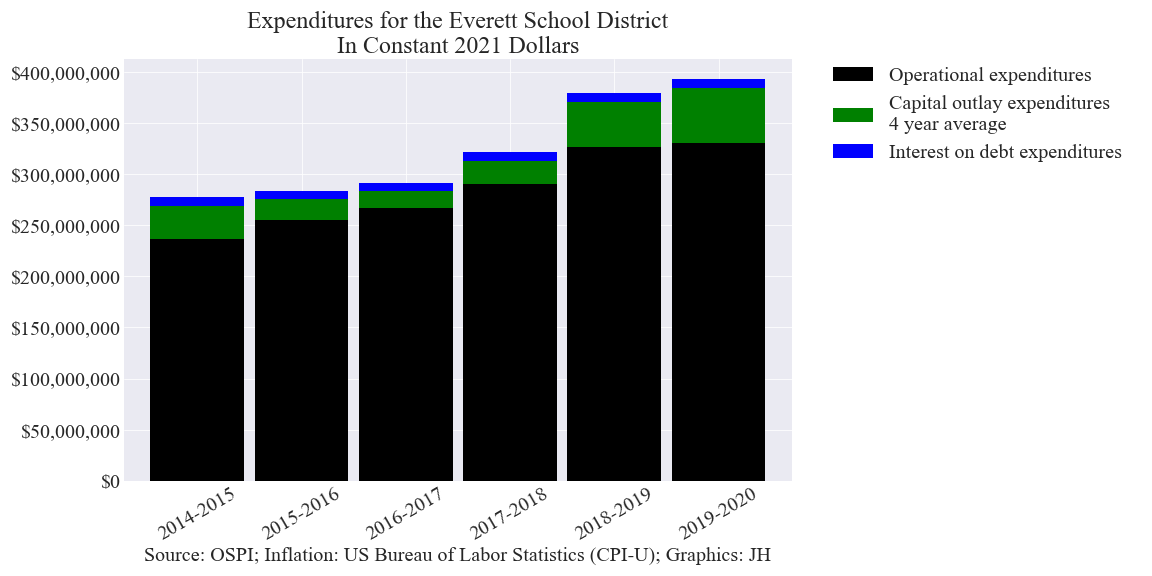 Expenditures for the Everett School District
In Constant 2021 Dollars
$400,000,000
$350,000,000
$300,000,000
$250,000,000
$200,000,000
$150,000,000
$100,000,000
$50,000,000
$0
Operational expenditures
Capital outlay expenditures
4 year average
Interest on debt expenditures
2014-2015
2015-2016
2016-2017
2017-2018
2018-2019
2019-2020
Source: OSPI; Inflation: US Bureau of Labor Statistics (CPI-U); Graphics: JH